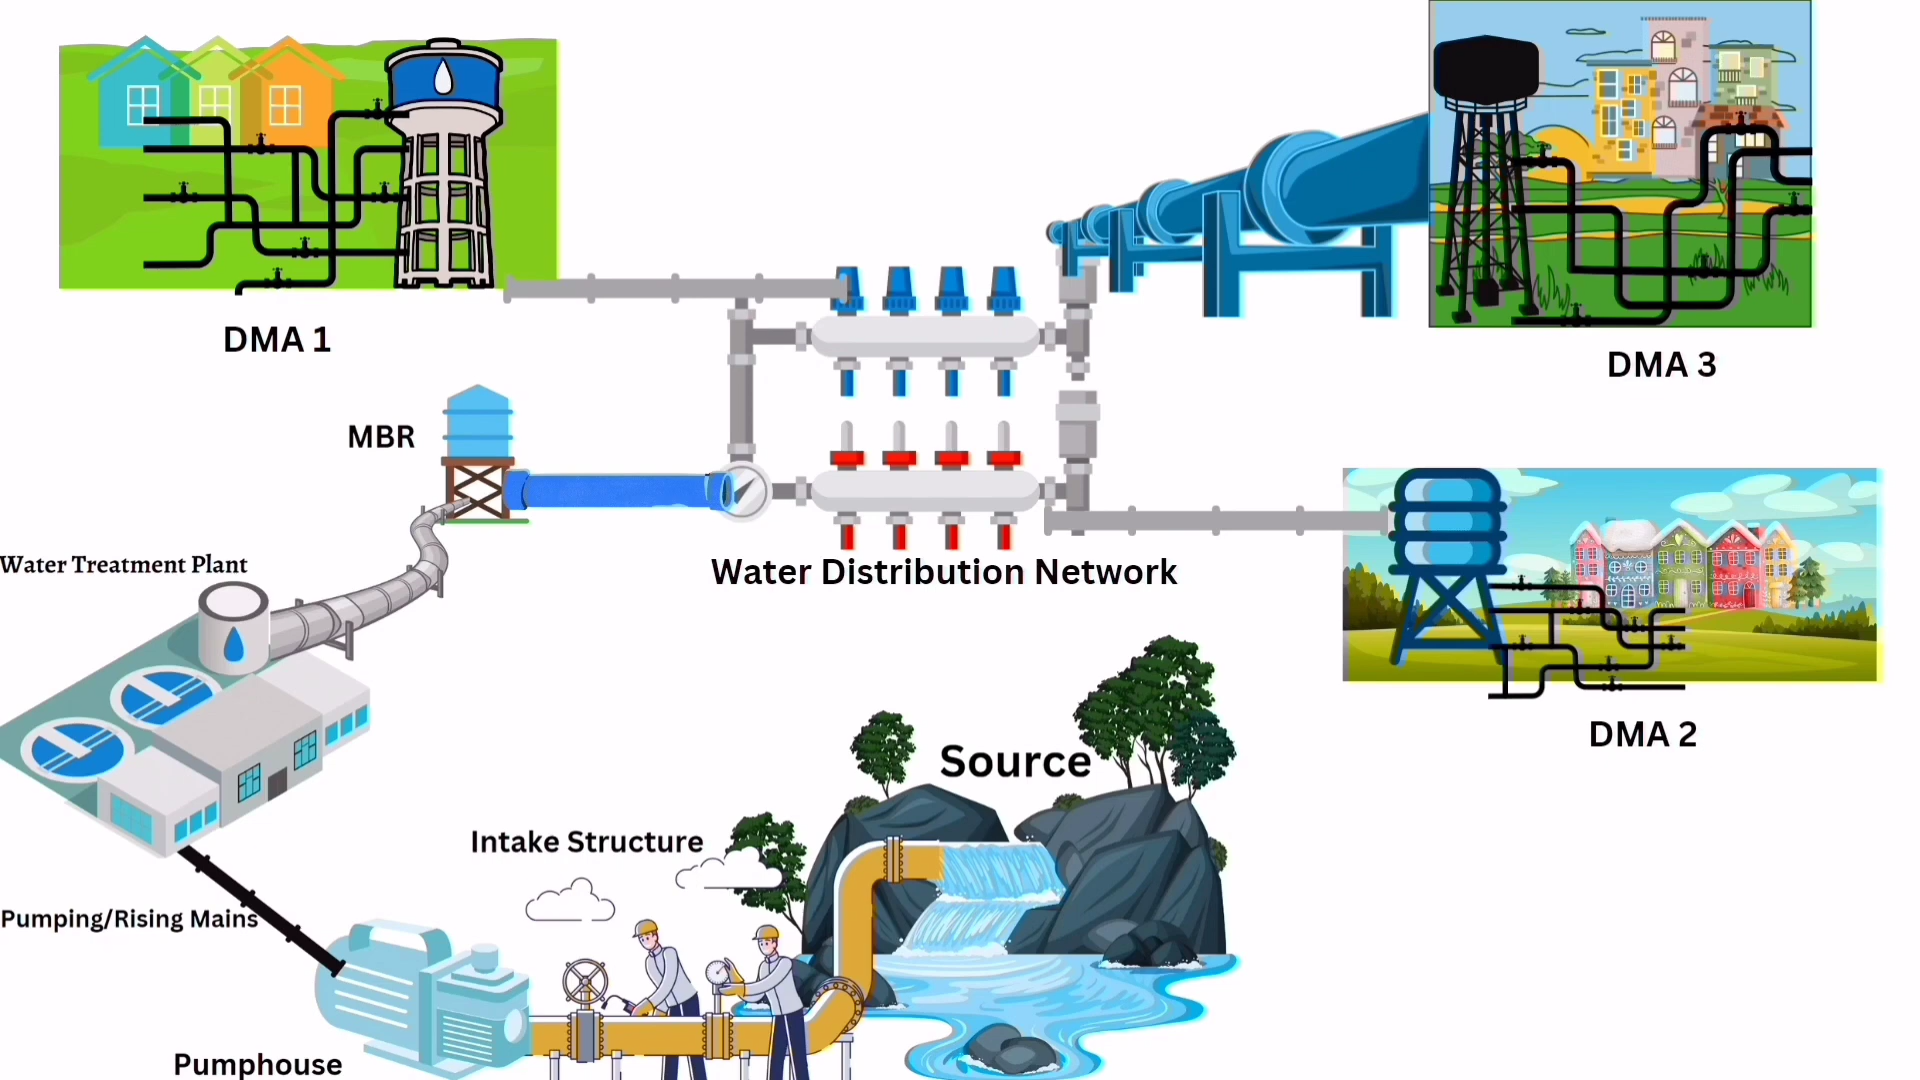 DMA 1
DMA 3
MBR
Water Treatment Plant
Water Distribution Network
DMA 2
Source
Intake Structure
Pumping/Rising Mains
Pumphouse